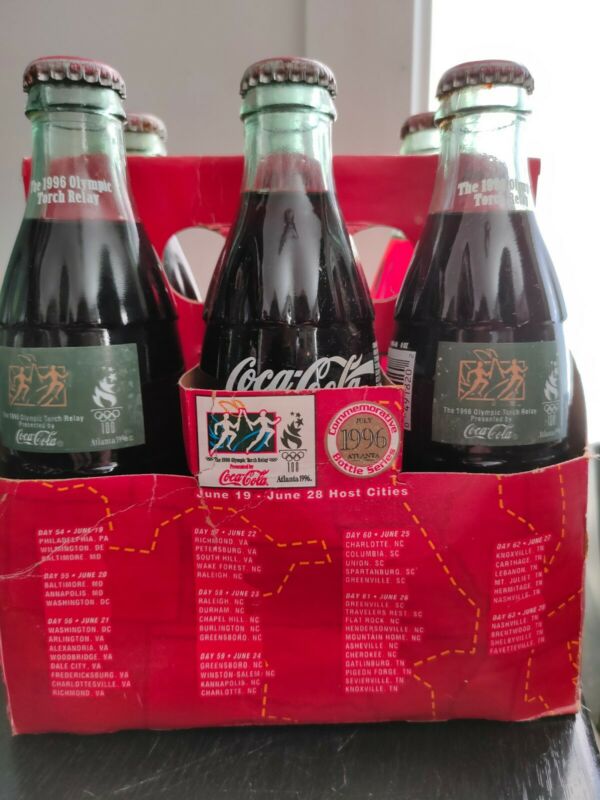 The 1996 Olympic
Torch Relay
The 1996 Olympic Torch Relay
Presented by
Coca-Cola
100
Atlanta 1996
Coca-Cola
The
Torch Relay
The 1996 Olympic Torch Relay
Presented by
Coca-Cola
100
Atlanta 1996
The 1996 Olympic Torch Relay
Presented by
Coca-Cola
100
Atlanta 1996.
Commemorative
JULY
1996
ATLANTA
Bottle Series
June 19 - June 28 Host Cities
DAY 54 • JUNE 19
PHILADELPHIA, PA
WILMINGTON, DE
BALTIMORE, MD
DAY 55 • JUNE 20
BALTIMORE, MD
ANNAPOLIS, MD
WASHINGTON, DC
DAY 56 • JUNE 21
WASHINGTON, DC
ARLINGTON, VA
ALEXANDRIA, VA
WOODBRIDGE, VA
DALE CITY, VA
FREDERICKSBURG, VA
CHARLOTTESVILLE, VA
RICHMOND, VA
DAY 57 • JUNE 22
RICHMOND, VA
PETERSBURG, VA
SOUTH HILL, VA
WAKE FOREST, NC
RALEIGH, NC
DAY 58 • JUNE 23
RALEIGH, NC
DURHAM, NC
CHAPEL HILL, NC
BURLINGTON, NC
GREENSBORO, NC
DAY 59 • JUNE 24
GREENSBORO, NC
WINSTON-SALEM, NC
KANNAPOLIS, NC
CHARLOTTE, NC
DAY 60 • JUNE 25
CHARLOTTE, NC
COLUMBIA, SC
UNION, SC
SPARTANBURG, SC
GREENVILLE, SC
DAY 61 • JUNE 26
GREENVILLE, SC
TRAVELERS REST, SC
FLAT ROCK, NC
HENDERSONVILLE, NC
MOUNTAIN HOME, NC
ASHEVILLE, NC
CHEROKEE, NC
GATLINBURG, TN
PIGEON FORGE, TN
SEVIERVILLE, TN
KNOXVILLE, TN
DAY 62 • JUNE 27
KNOXVILLE, TN
CARTHAGE, TN
LEBANON, TN
MT. JULIET, TN
HERMITAGE, TN
NASHVILLE, TN
DAY 63 • JUNE 28
NASHVILLE, TN
BRENTWOOD, TN
SHELBYVILLE, TN
FAYETTEVILLE, TN